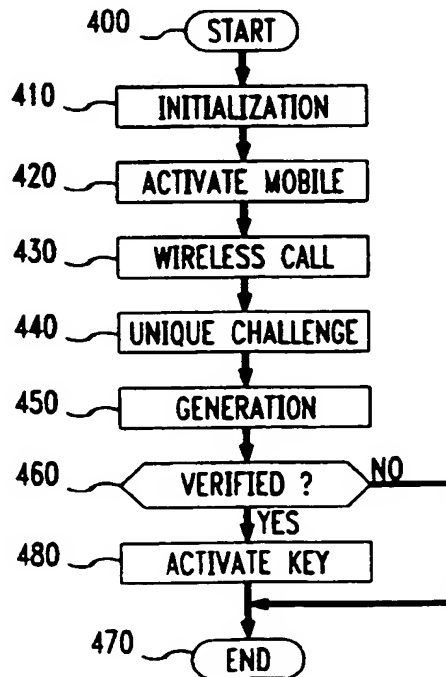 400 START
410 INITIALIZATION
420 ACTIVATE MOBILE
430 WIRELESS CALL
440 UNIQUE CHALLENGE
450 GENERATION
460 VERIFIED ? NO
YES
480 ACTIVATE KEY
470 END